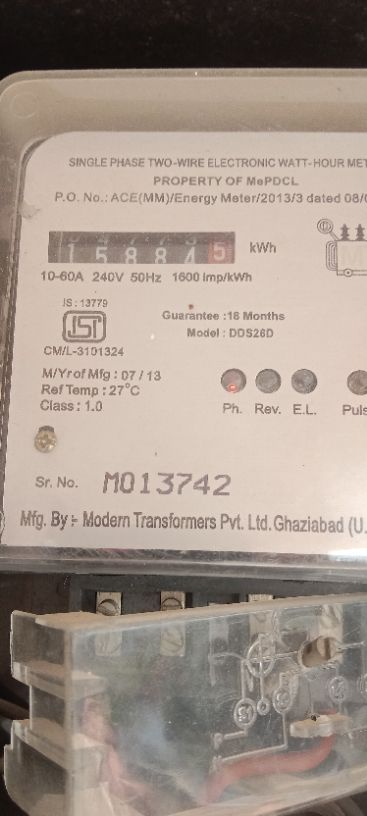 SINGLE PHASE TWO-WIRE ELECTRONIC WATT-HOUR
PROPERTY OF MePDCL
P.O. No.: ACE(MM)/Energy Meter/2013/3 dated
158845 kWh
10-60A 240V 50Hz 1600 imp/kWh
IS : 13779
ISI
CM/L-3101324
Guarantee :18 Months
Model : DDS26D
M/Yr of Mfg : 07 / 13
Ref Temp : 27°C
Class : 1.0
Ph. Rev. E.L.
Sr. No. M013742
Mfg. By :- Modern Transformers Pvt. Ltd. Ghaziabad